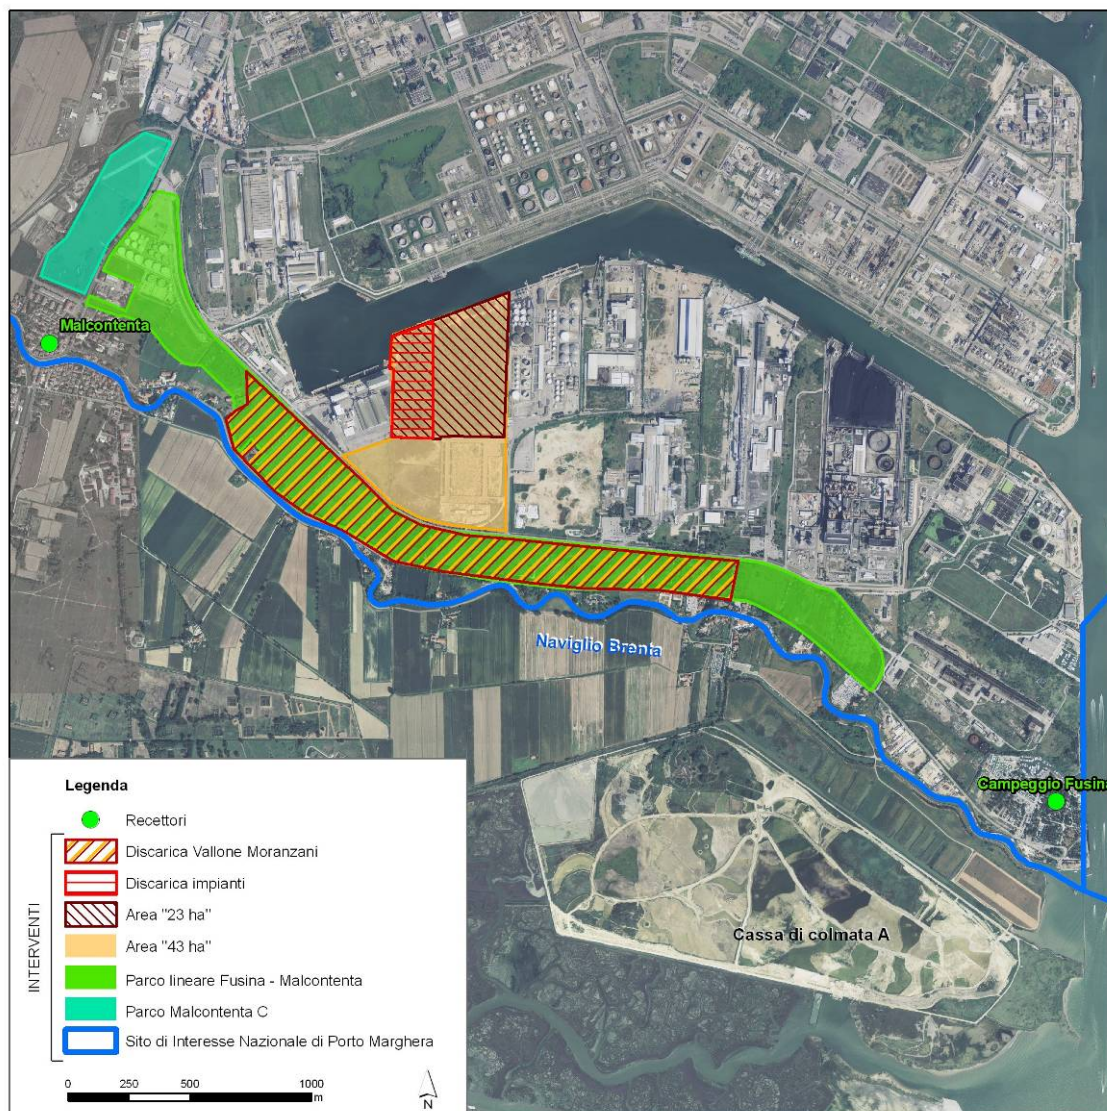 Malcontenta
Naviglio Brenta
Campeggio Fusina
Cassa di colmata A
Legenda
Recettori
INTERVENTI
Discarica Vallone Moranzani
Discarica impianti
Area "23 ha"
Area "43 ha"
Parco lineare Fusina - Malcontenta
Parco Malcontenta C
Sito di Interesse Nazionale di Porto Marghera
0 250 500 1000
m
N